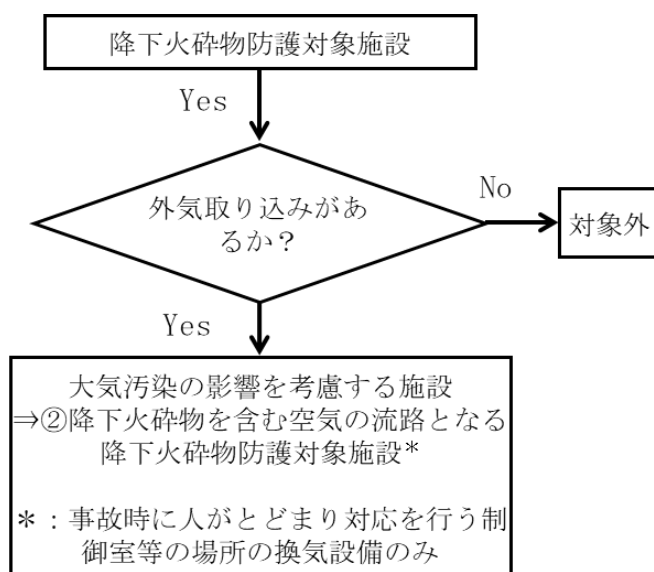 降下火砕物防護対象施設
Yes
外気取り込みがあ
るか？
No
対象外
Yes
大気汚染の影響を考慮する施設
⇒②降下火砕物を含む空気の流路となる
降下火砕物防護対象施設*
*：事故時に人がとどまり対応を行う制
御室等の場所の換気設備のみ